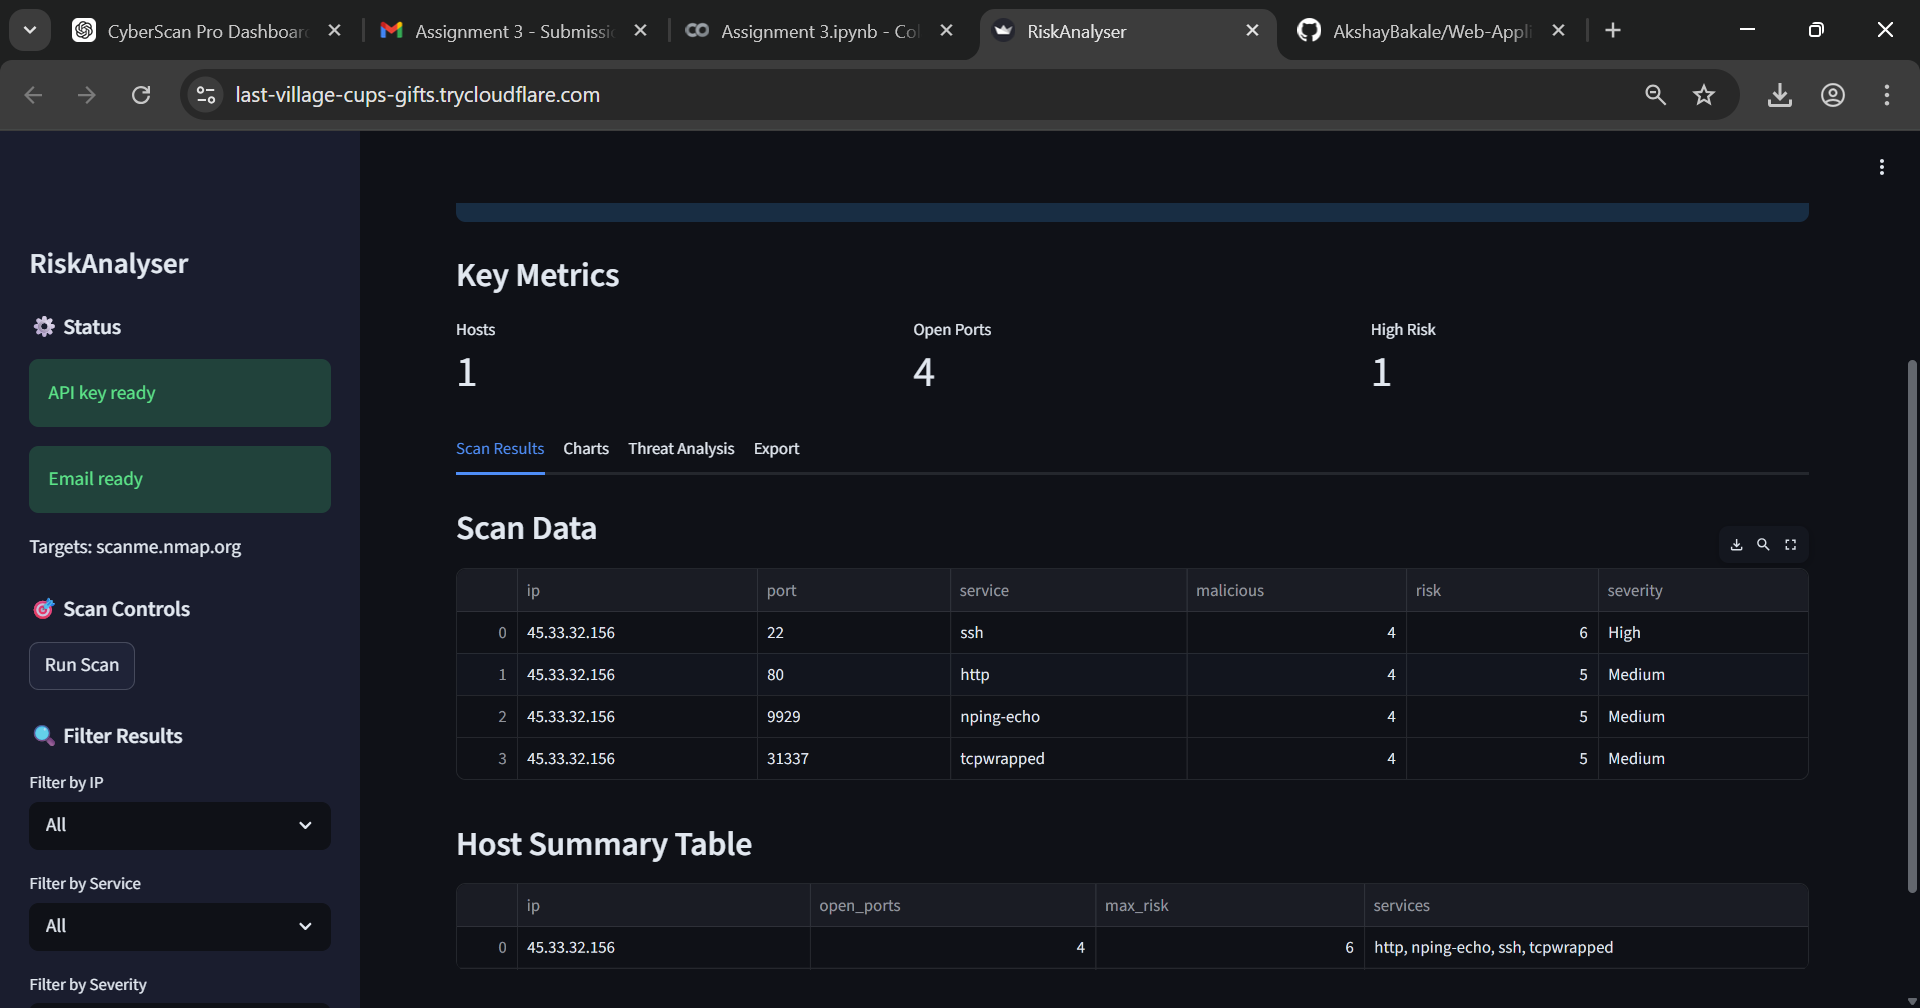 CyberScan Pro Dashboar
Assignment 3 - Submissi
Assignment 3.ipynb - Col
RiskAnalyser
AkshayBakale/Web-Appli
last-village-cups-gifts.trycloudflare.com
RiskAnalyser
Status
API key ready
Email ready
Targets: scanme.nmap.org
Scan Controls
Run Scan
Filter Results
Filter by IP
All
Filter by Service
All
Filter by Severity
Key Metrics
Hosts Open Ports High Risk
1 4 1
Scan Results Charts Threat Analysis Export
Scan Data
ip port service malicious risk severity
0 45.33.32.156 22 ssh 4 6 High
1 45.33.32.156 80 http 4 5 Medium
2 45.33.32.156 9929 nping-echo 4 5 Medium
3 45.33.32.156 31337 tcpwrapped 4 5 Medium
Host Summary Table
ip open_ports max_risk services
0 45.33.32.156 4 6 http, nping-echo, ssh, tcpwrapped